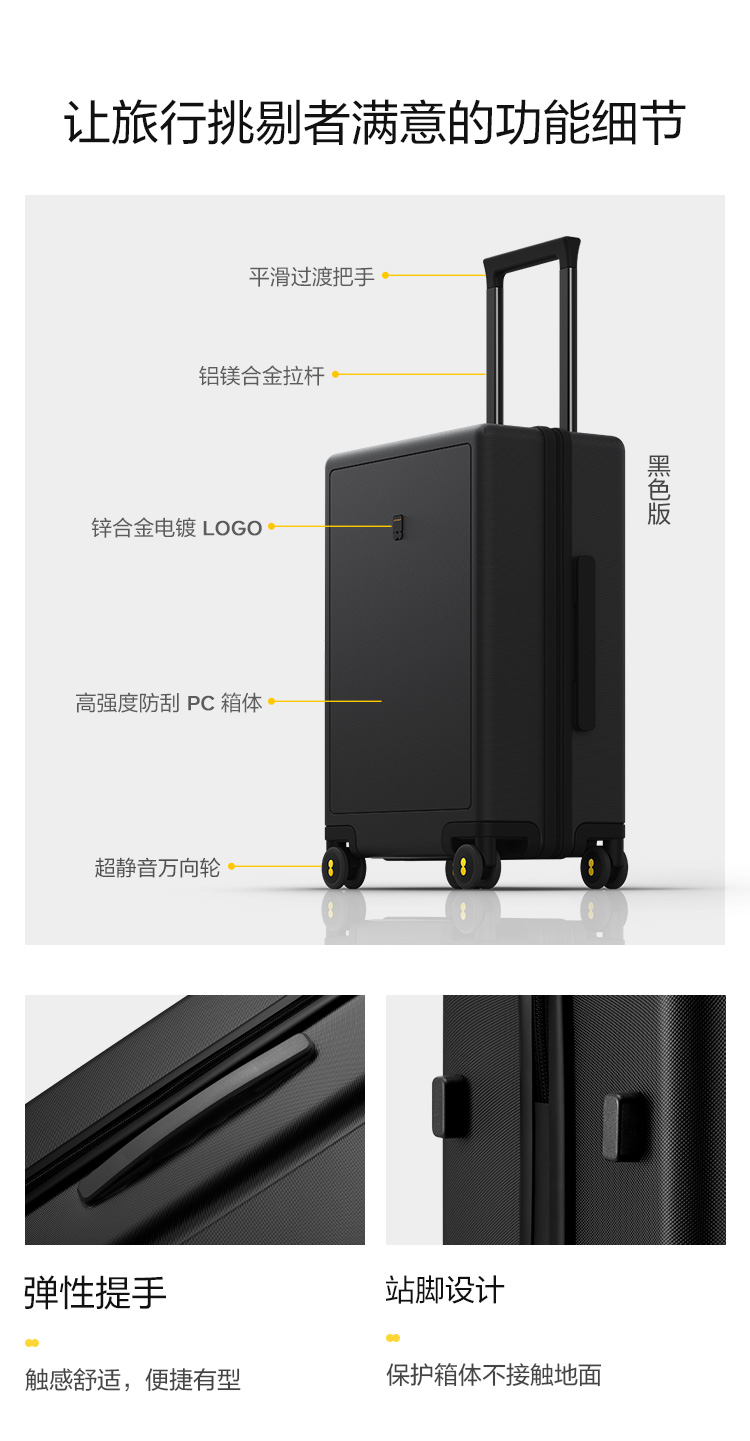 让旅行挑剔者满意的功能细节
平滑过渡把手
铝镁合金拉杆
黑色版
锌合金电镀 LOGO
高强度防刮 PC 箱体
超静音万向轮
弹性提手
触感舒适，便捷有型
站脚设计
保护箱体不接触地面